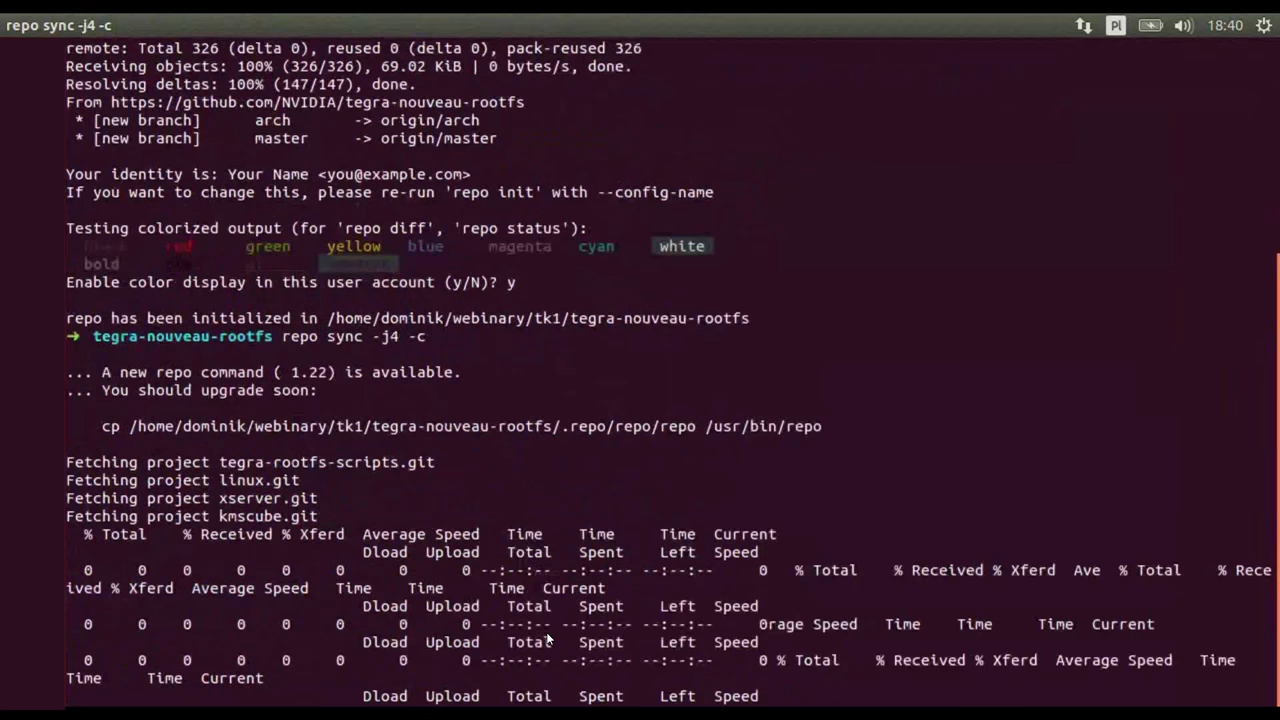 repo sync -j4 -c
Pl
18:40
remote: Total 326 (delta 0), reused 0 (delta 0), pack-reused 326
Receiving objects: 100% (326/326), 69.02 KiB | 0 bytes/s, done.
Resolving deltas: 100% (147/147), done.
From https://github.com/NVIDIA/tegra-nouveau-rootfs
 * [new branch]      arch       -> origin/arch
 * [new branch]      master     -> origin/master
Your identity is: Your Name <you@example.com>
If you want to change this, please re-run 'repo init' with --config-name
Testing colorized output (for 'repo diff', 'repo status'):
black red green yellow blue magenta cyan white
bold
Enable color display in this user account (y/N)? y
repo has been initialized in /home/dominik/webinary/tk1/tegra-nouveau-rootfs
➜ tegra-nouveau-rootfs repo sync -j4 -c
... A new repo command ( 1.22) is available.
... You should upgrade soon:
cp /home/dominik/webinary/tk1/tegra-nouveau-rootfs/.repo/repo/repo /usr/bin/repo
Fetching project tegra-rootfs-scripts.git
Fetching project linux.git
Fetching project xserver.git
Fetching project kmscube.git
% Total % Received % Xferd Average Speed Time Time Time Current
Dload Upload Total Spent Left Speed
0 0 0 0 0 0 0 0 --:--:-- --:--:-- --:--:-- 0 % Total % Received % Xferd Ave % Total % Rece
ived % Xferd Average Speed Time Time Time Current
Dload Upload Total Spent Left Speed
0 0 0 0 0 0 0 0 --:--:-- --:--:-- --:--:-- 0rage Speed Time Time Time Current
Dload Upload Total Spent Left Speed
0 0 0 0 0 0 0 0 --:--:-- --:--:-- --:--:-- 0 % Total % Received % Xferd Average Speed Time
Time Time Current
Dload Upload Total Spent Left Speed